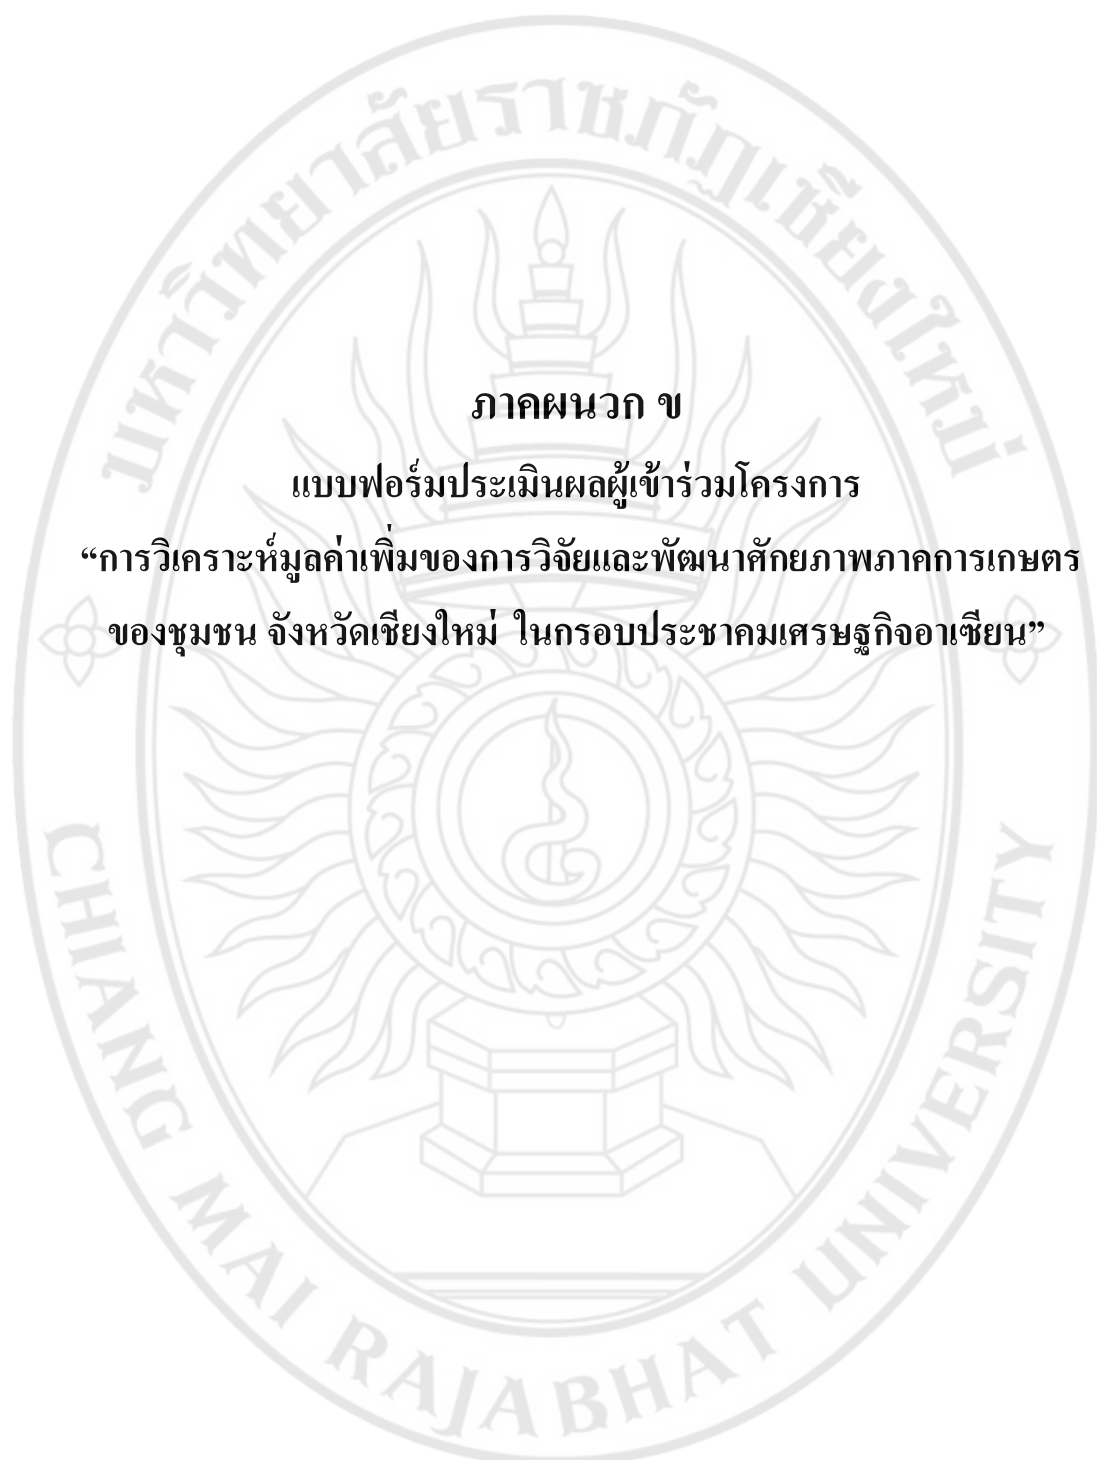 มหาวิทยาลัยราชภัฏเชียงใหม่
ภาคผนวก ข
แบบฟอร์มประเมินผลผู้เข้าร่วมโครงการ
“การวิเคราะห์มูลค่าเพิ่มของการวิจัยและพัฒนาศักยภาพภาคการเกษตร
ของชุมชน จังหวัดเชียงใหม่ ในกรอบประชาคมเศรษฐกิจอาเซียน”
CHIANG MAI RAJABHAT UNIVERSITY